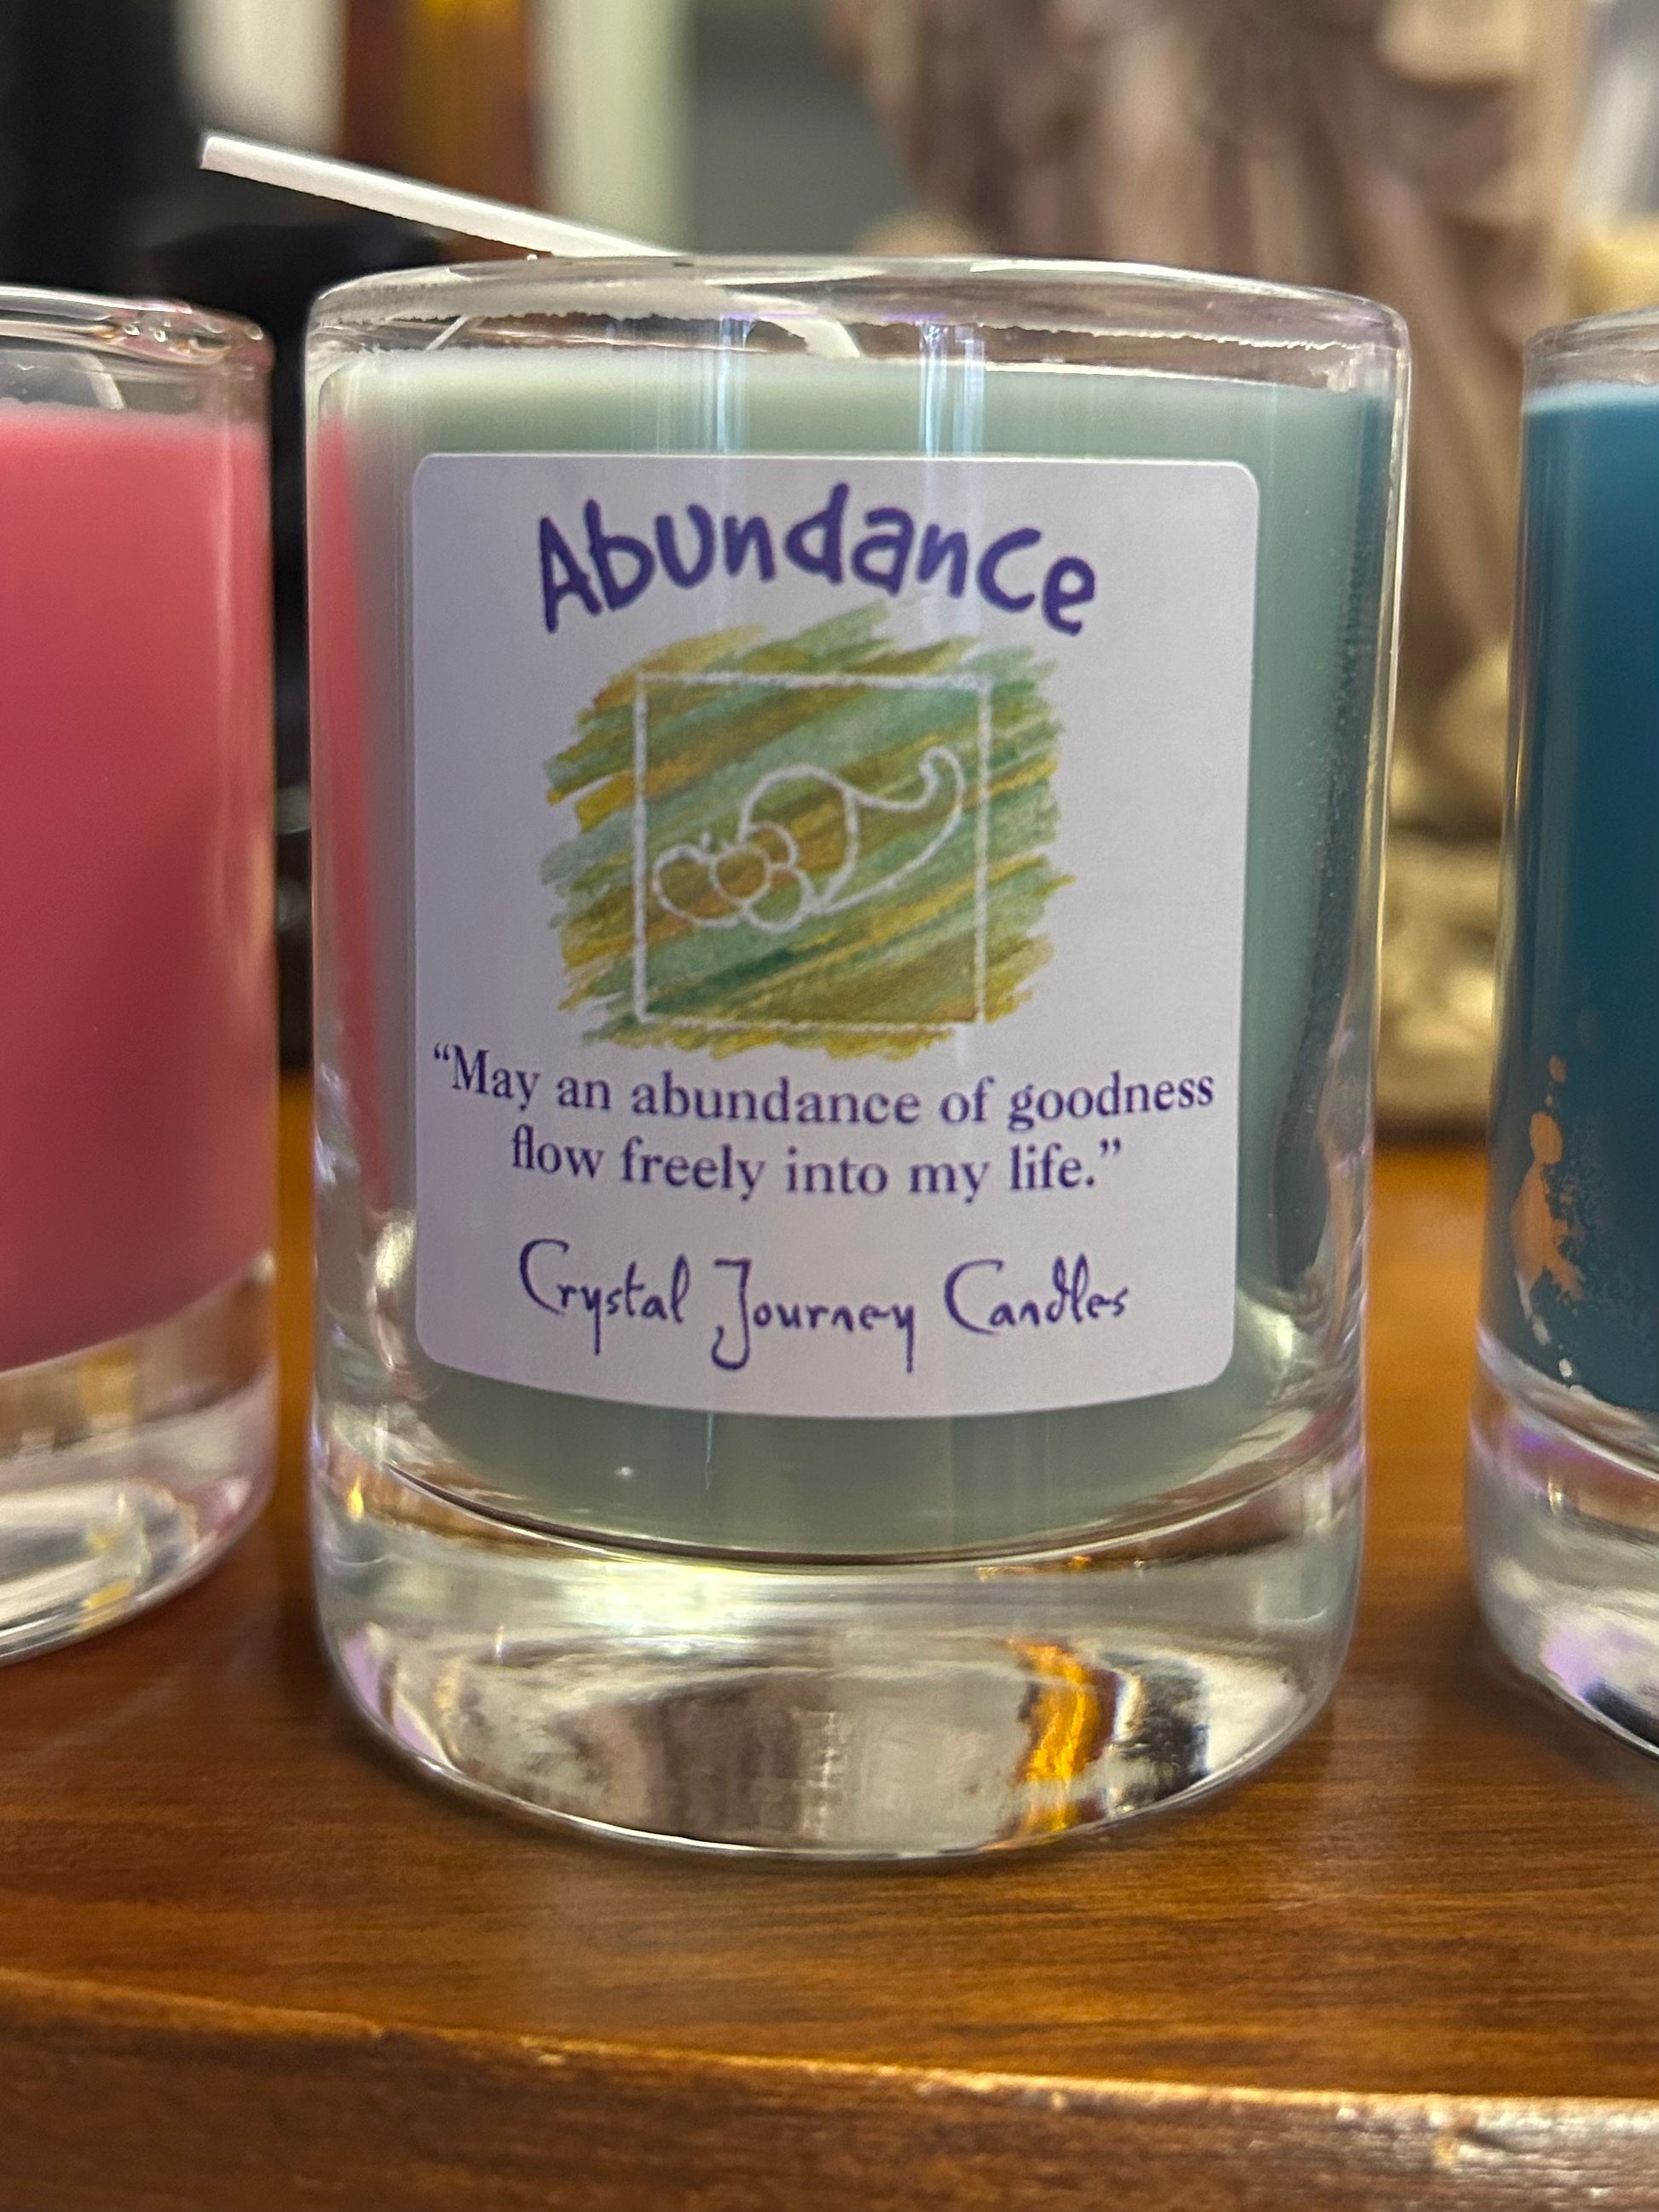 Abundance
“May an abundance of goodness
flow freely into my life.”
Crystal Journey Candles